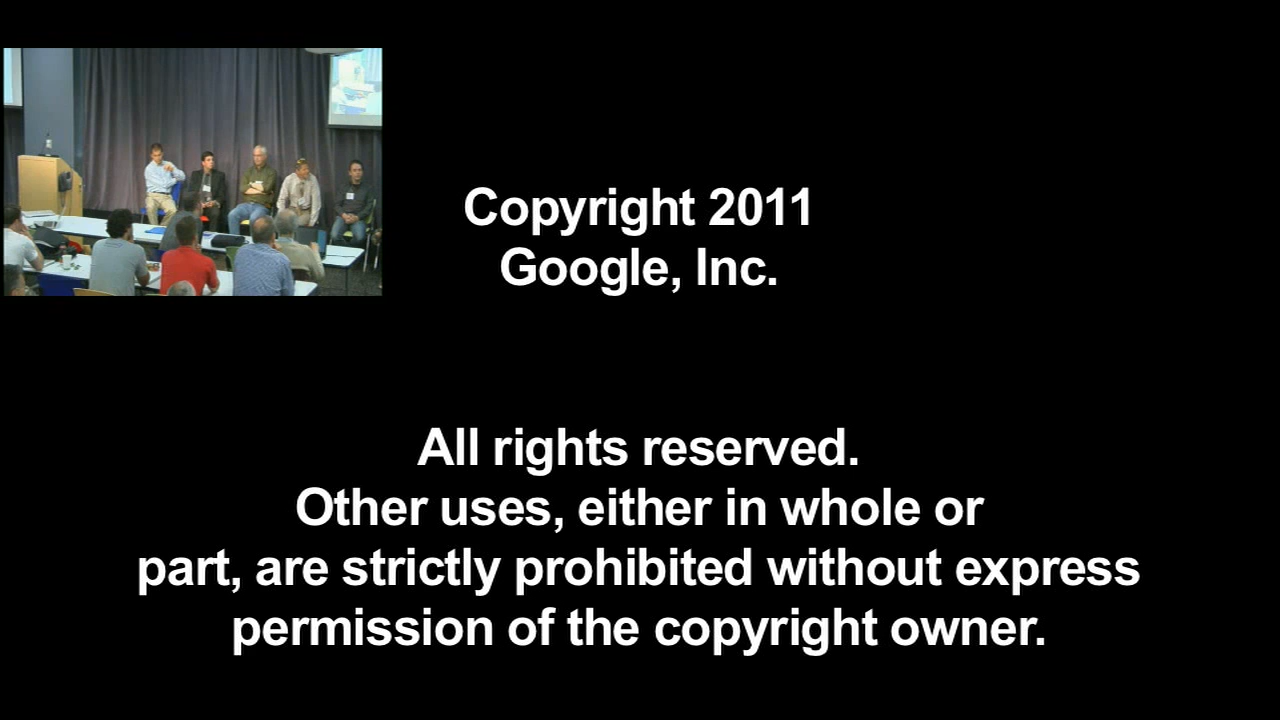 Copyright 2011
Google, Inc.
All rights reserved.
Other uses, either in whole or
part, are strictly prohibited without express
permission of the copyright owner.